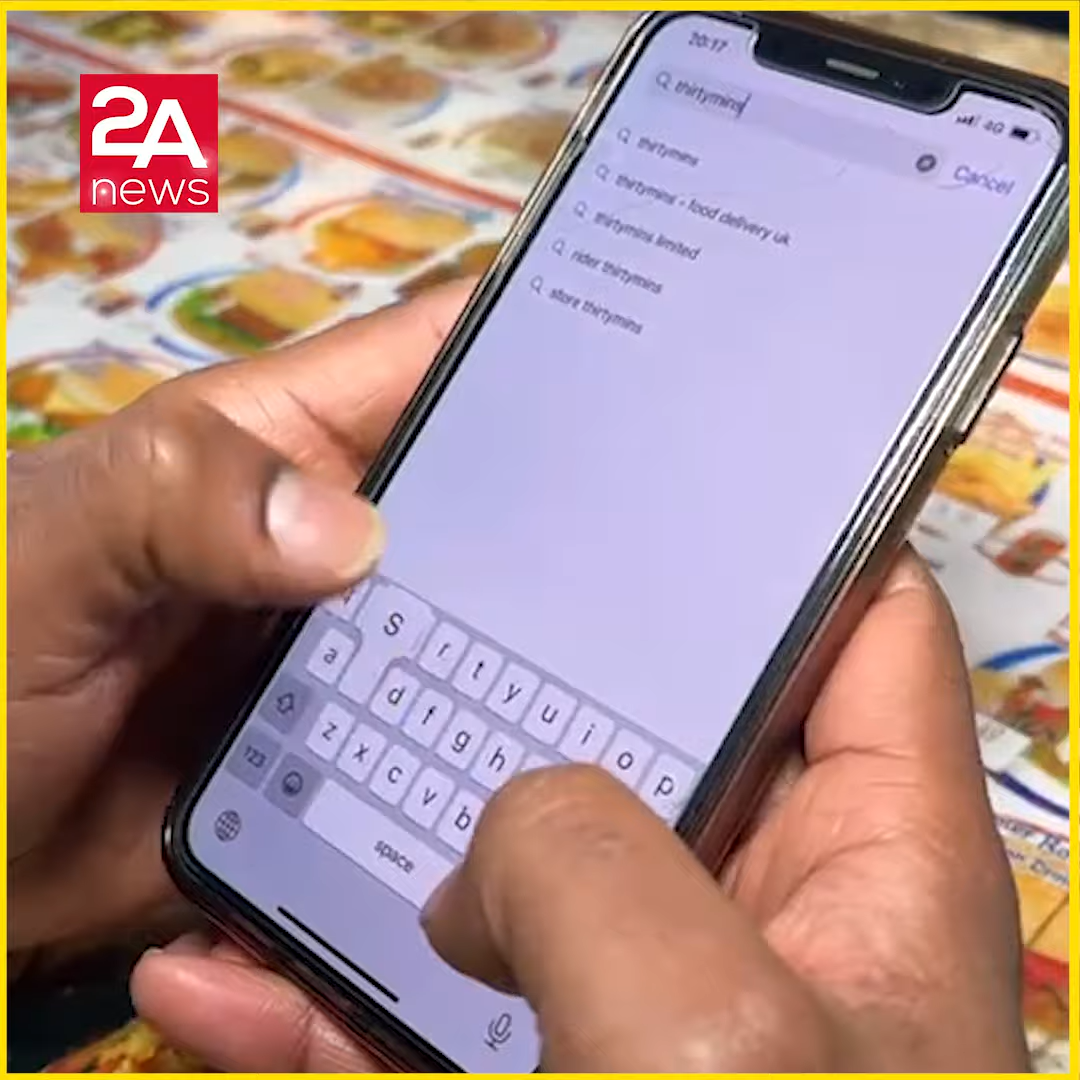 2A
news
20:17
4G
thirtymins
Cancel
thirtymins
thirtymins - food delivery uk
thirtymins limited
rider thirtymins
store thirtymins
S
r t y u i o p
a d f g h
z x c v b
123
space